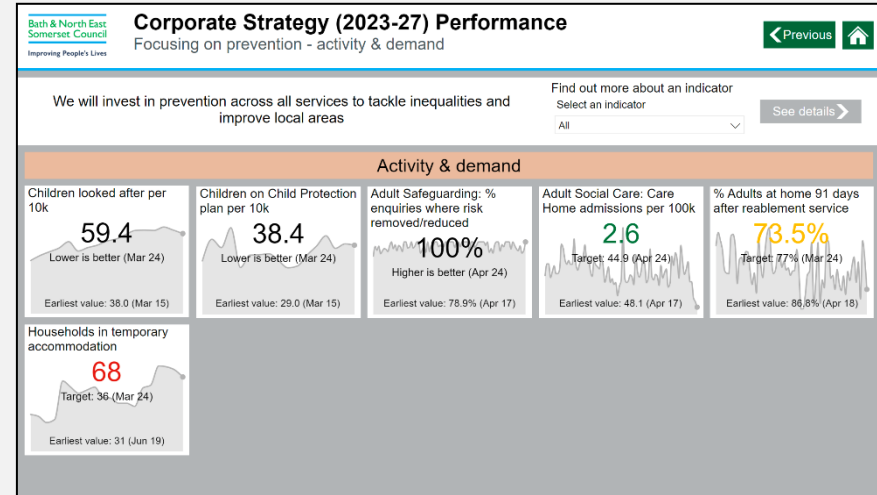 Bath & North East
Somerset Council
Improving People's Lives
Corporate Strategy (2023-27) Performance
Focusing on prevention - activity & demand
Previous
We will invest in prevention across all services to tackle inequalities and
improve local areas
Find out more about an indicator
Select an indicator
All
See details
Activity & demand
Children looked after per
10k
59.4
Lower is better (Mar 24)
Earliest value: 38.0 (Mar 15)
Children on Child Protection
plan per 10k
38.4
Lower is better (Mar 24)
Earliest value: 29.0 (Mar 15)
Adult Safeguarding: %
enquiries where risk
removed/reduced
100%
Higher is better (Apr 24)
Earliest value: 78.9% (Apr 17)
Adult Social Care: Care
Home admissions per 100k
2.6
Target: 44.9 (Apr 24)
Earliest value: 48.1 (Apr 17)
% Adults at home 91 days
after reablement service
73.5%
Target: 77% (Mar 24)
Earliest value: 86.8% (Apr 18)
Households in temporary
accommodation
68
Target: 36 (Mar 24)
Earliest value: 31 (Jun 19)